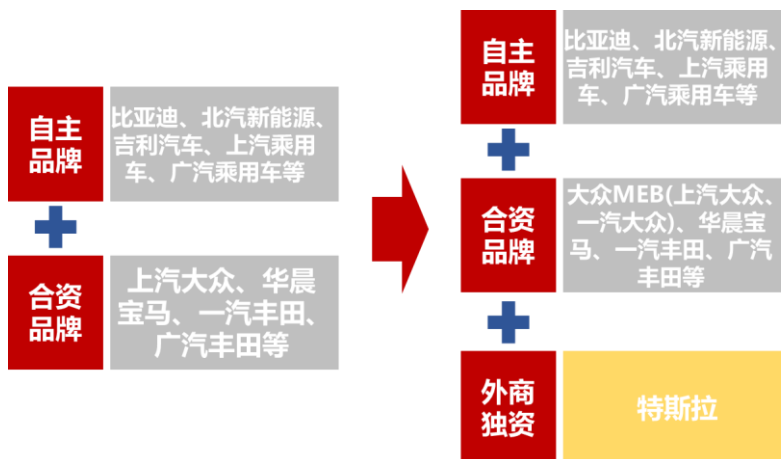 自主
品牌
比亚迪、北汽新能源、
吉利汽车、上汽乘用
车、广汽乘用车等
合资
品牌
上汽大众、华晨
宝马、一汽丰田、
广汽丰田等
自主
品牌
比亚迪、北汽新能源、
吉利汽车、上汽乘用
车、广汽乘用车等
合资
品牌
大众MEB(上汽大众、
一汽大众)、华晨宝
马、一汽丰田、广汽
丰田等
外商
独资
特斯拉